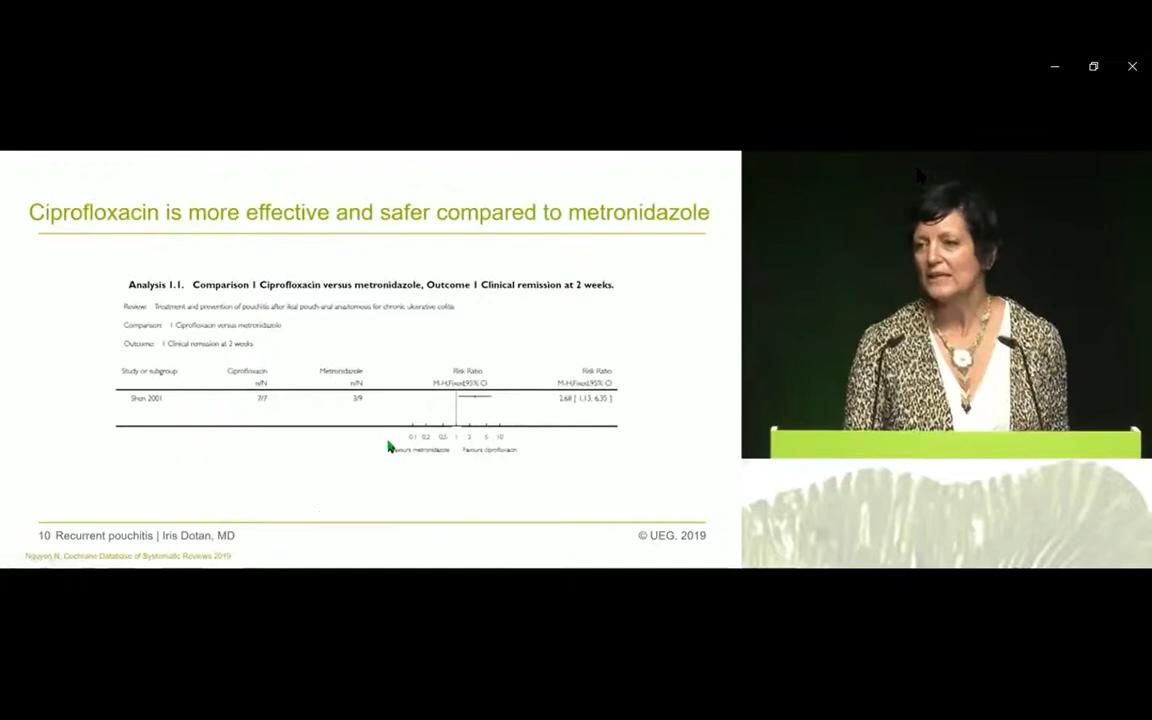 Ciprofloxacin is more effective and safer compared to metronidazole
Analysis 1.1. Comparison 1 Ciprofloxacin versus metronidazole, Outcome 1 Clinical remission at 2 weeks.
Review: Treatment and prevention of pouchitis after ileal pouch-anal anastomosis for chronic ulcerative colitis
Comparison: 1 Ciprofloxacin versus metronidazole
Outcome: 1 Clinical remission at 2 weeks
Study or subgroup Ciprofloxacin Metronidazole Risk Ratio Risk Ratio
n/N n/N M-H,Fixed,95% CI M-H,Fixed,95% CI
Shen 2001 7/7 3/9 2.68 [ 1.13, 6.35 ]
0.1 0.2 0.5 1 2 5 10
avours metronidazole Favours ciprofloxacin
10 Recurrent pouchitis | Iris Dotan, MD © UEG. 2019
Nguyen N, Cochrane Database of Systematic Reviews 2019